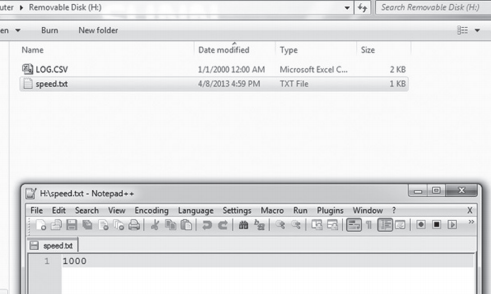 uter ▸ Removable Disk (H:) Search Removable Disk (H:)
en Burn New folder
Name Date modified Type Size
LOG.CSV 1/1/2000 12:00 AM Microsoft Excel C... 2 KB
speed.txt 4/8/2013 4:59 PM TXT File 1 KB
H:\speed.txt - Notepad++
File Edit Search View Encoding Language Settings Macro Run Plugins Window ? X
speed.txt
1 1000